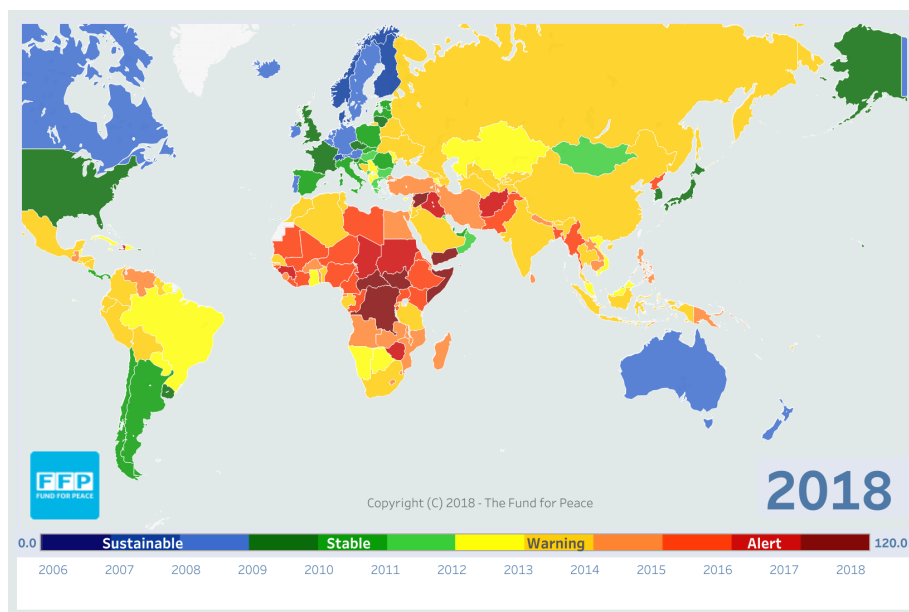 FFP
FUND FOR PEACE
Copyright (C) 2018 - The Fund for Peace
2018
0.0 Sustainable Stable Warning Alert 120.0
2006 2007 2008 2009 2010 2011 2012 2013 2014 2015 2016 2017 2018